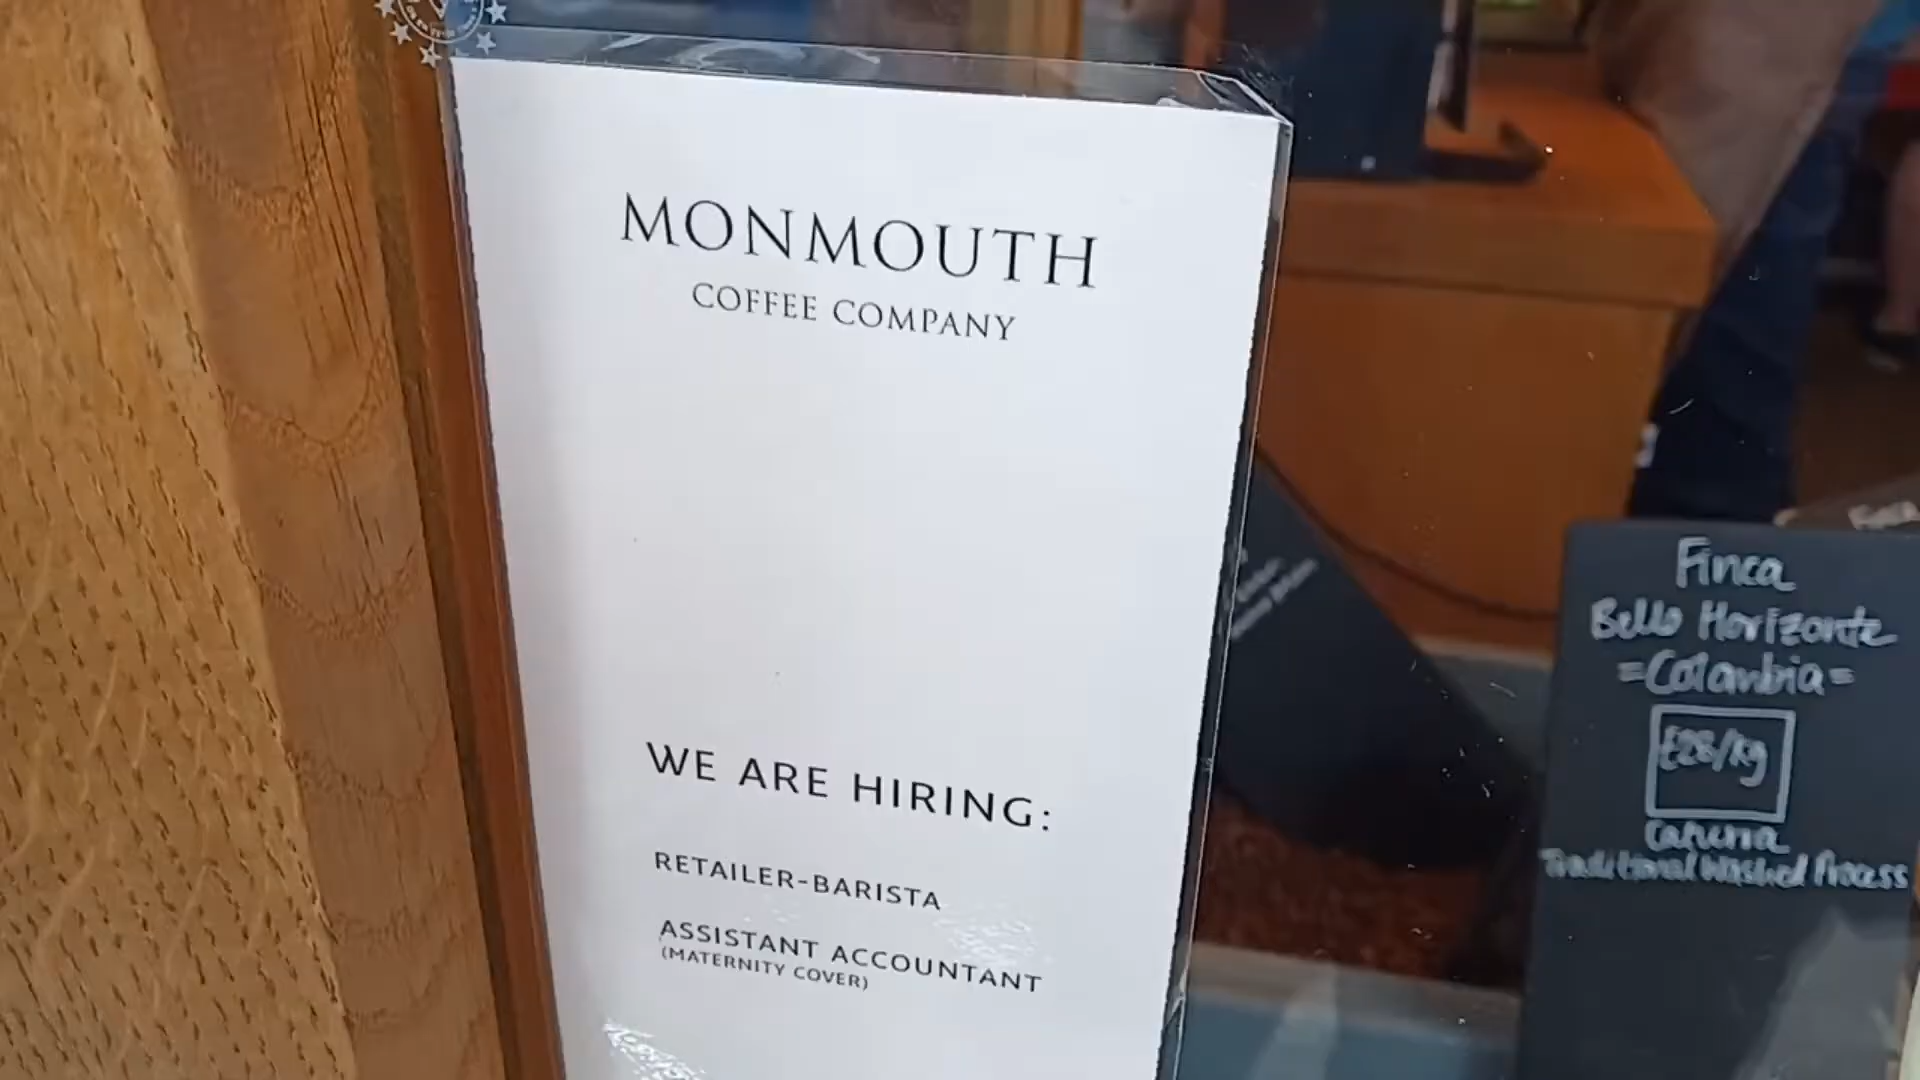 MONMOUTH
COFFEE COMPANY
WE ARE HIRING:
RETAILER-BARISTA
ASSISTANT ACCOUNTANT
(MATERNITY COVER)
Finca
Bello Horizonte
=Colombia=
/kg
Caturra
Traditional Washed Process